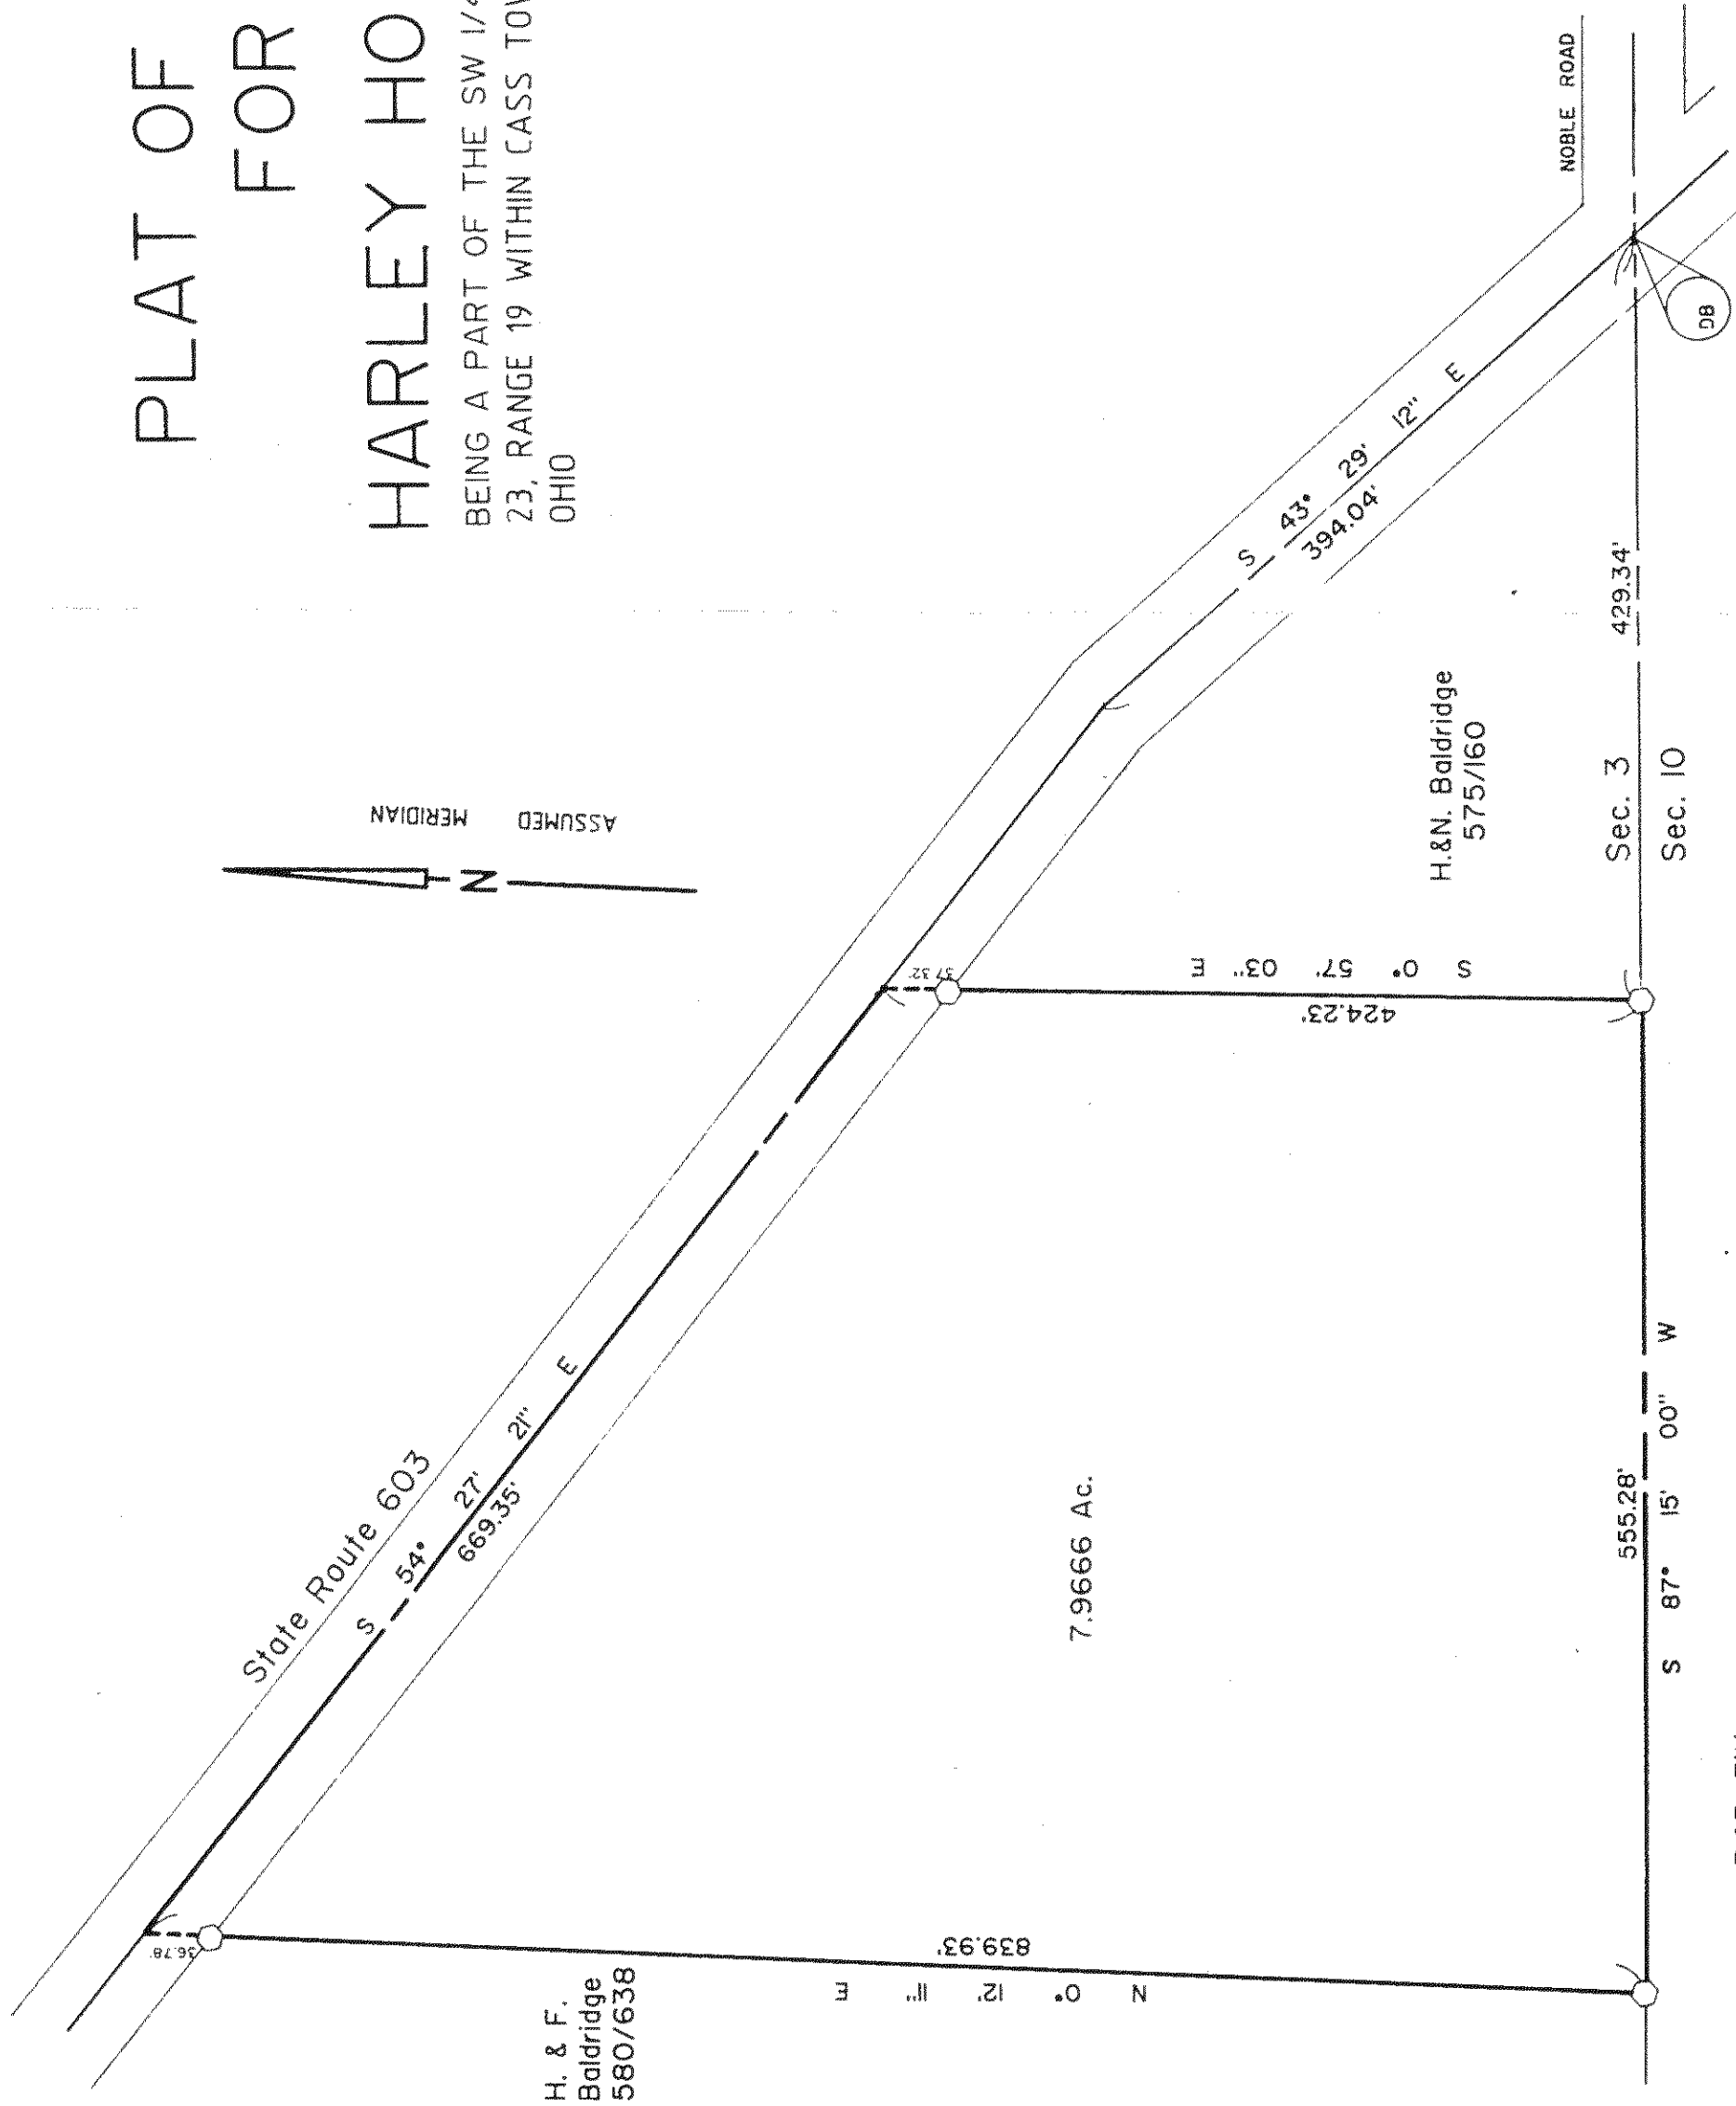 PLAT OF
FOR
HARLEY HO
BEING A PART OF THE SW 1/4
23, RANGE 19 WITHIN CASS TOW
OHIO
ASSUMED MERIDIAN
N
State Route 603
S 54° 27' 21" E
669.35'
S 43° 29' 12" E
394.04'
NOBLE ROAD
36.78'
37.32'
H. & F.
Baldridge
580/638
N 0° 12' 11" E
839.93'
7.9666 Ac.
S 0° 57' 03" E
424.23'
H.&N. Baldridge
575/160
Sec. 3
Sec. 10
429.34'
555.28'
S 87° 15' 00" W